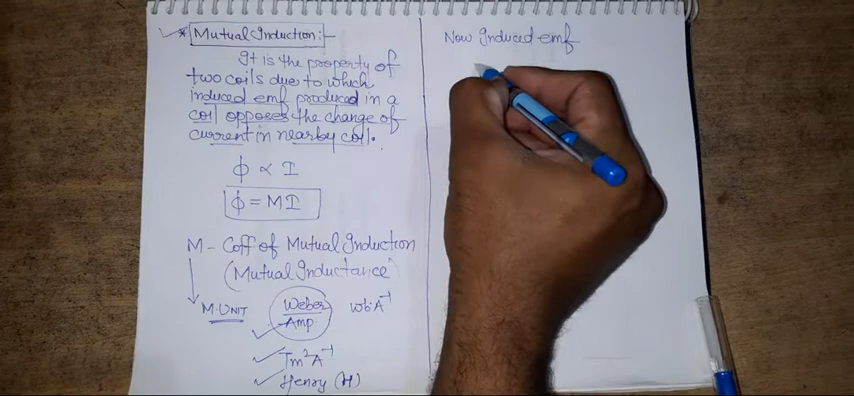 * Mutual Induction:-
It is the property of
two coils due to which
induced emf produced in a
coil opposes the change of
current in nearby coil.
ϕ ∝ I
ϕ = MI
M - Coff of Mutual Induction
(Mutual Inductance)
M·UNIT
Weber
Amp
wb·A⁻¹
Tm²A⁻¹
Henry (H)
Now Induced emf